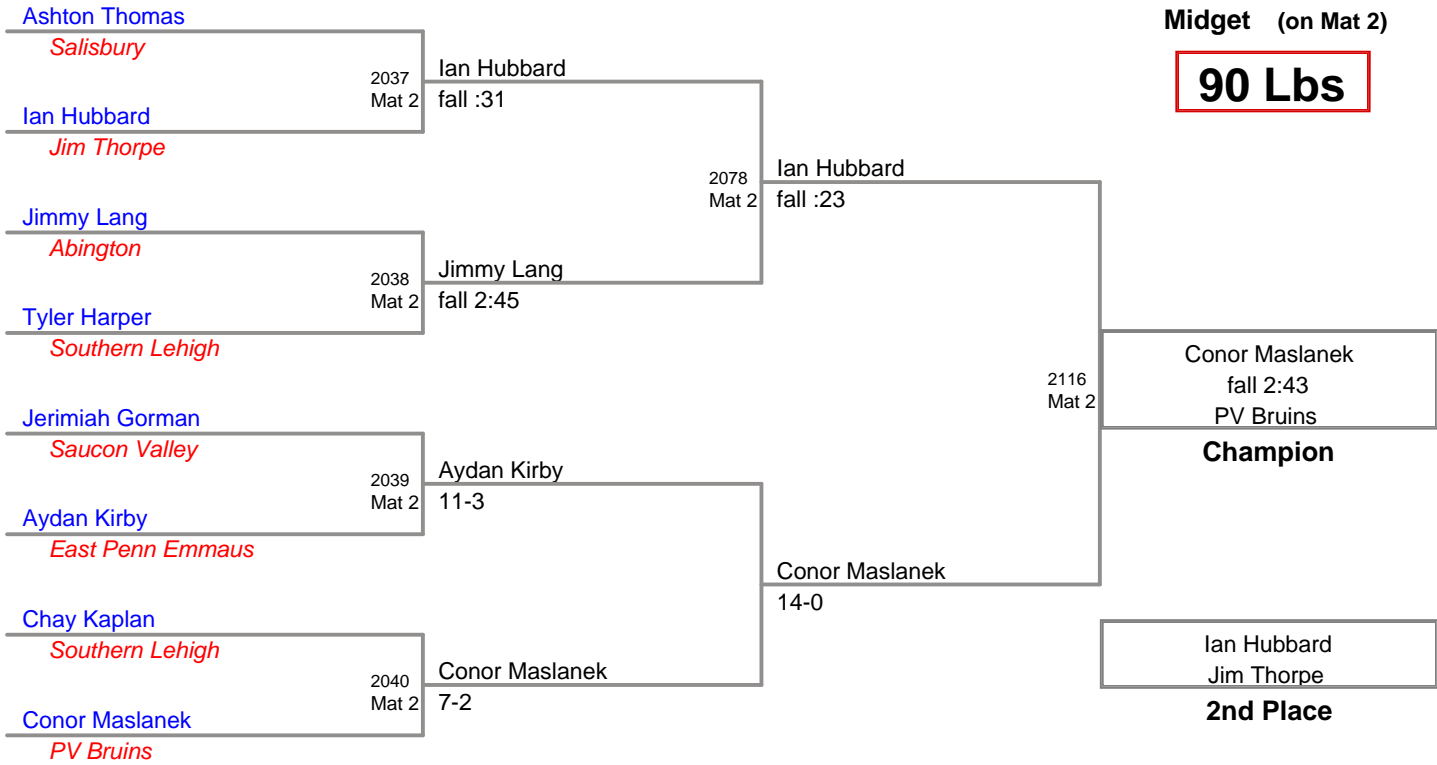 Ashton Thomas
Salisbury
Midget (on Mat 2)
90 Lbs
2037
Mat 2
Ian Hubbard
fall :31
Ian Hubbard
Jim Thorpe
2078
Mat 2
Ian Hubbard
fall :23
Jimmy Lang
Abington
2038
Mat 2
Jimmy Lang
fall 2:45
Tyler Harper
Southern Lehigh
2116
Mat 2
Conor Maslanek
fall 2:43
PV Bruins
Champion
Jerimiah Gorman
Saucon Valley
2039
Mat 2
Aydan Kirby
11-3
Aydan Kirby
East Penn Emmaus
Conor Maslanek
14-0
Chay Kaplan
Southern Lehigh
2040
Mat 2
Conor Maslanek
7-2
Conor Maslanek
PV Bruins
Ian Hubbard
Jim Thorpe
2nd Place